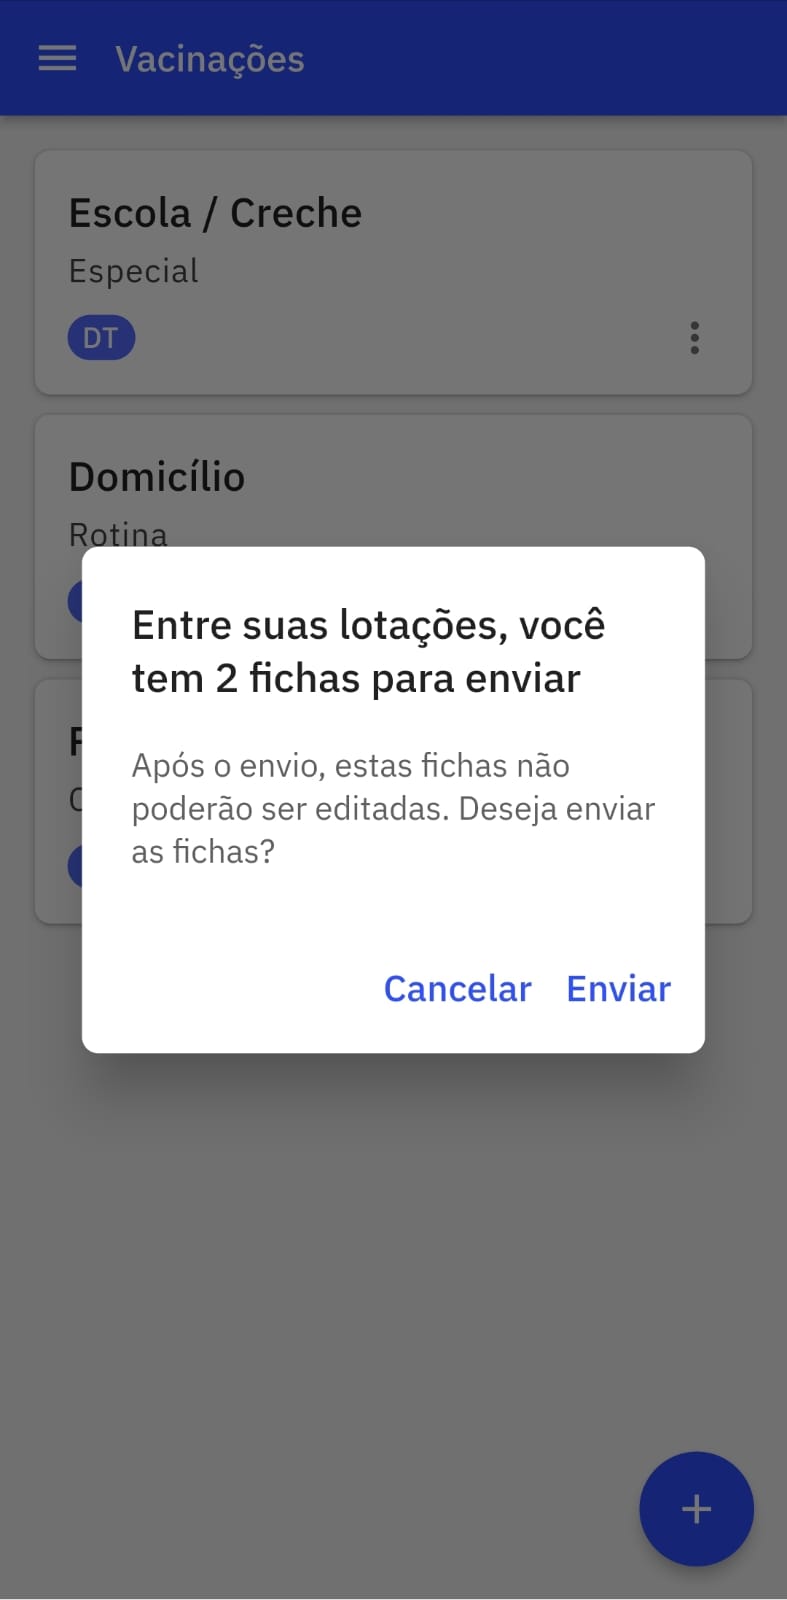 Vacinações
Escola / Creche
Especial
DT
Domicílio
Rotina
Entre suas lotações, você
tem 2 fichas para enviar
Após o envio, estas fichas não
poderão ser editadas. Deseja enviar
as fichas?
Cancelar Enviar